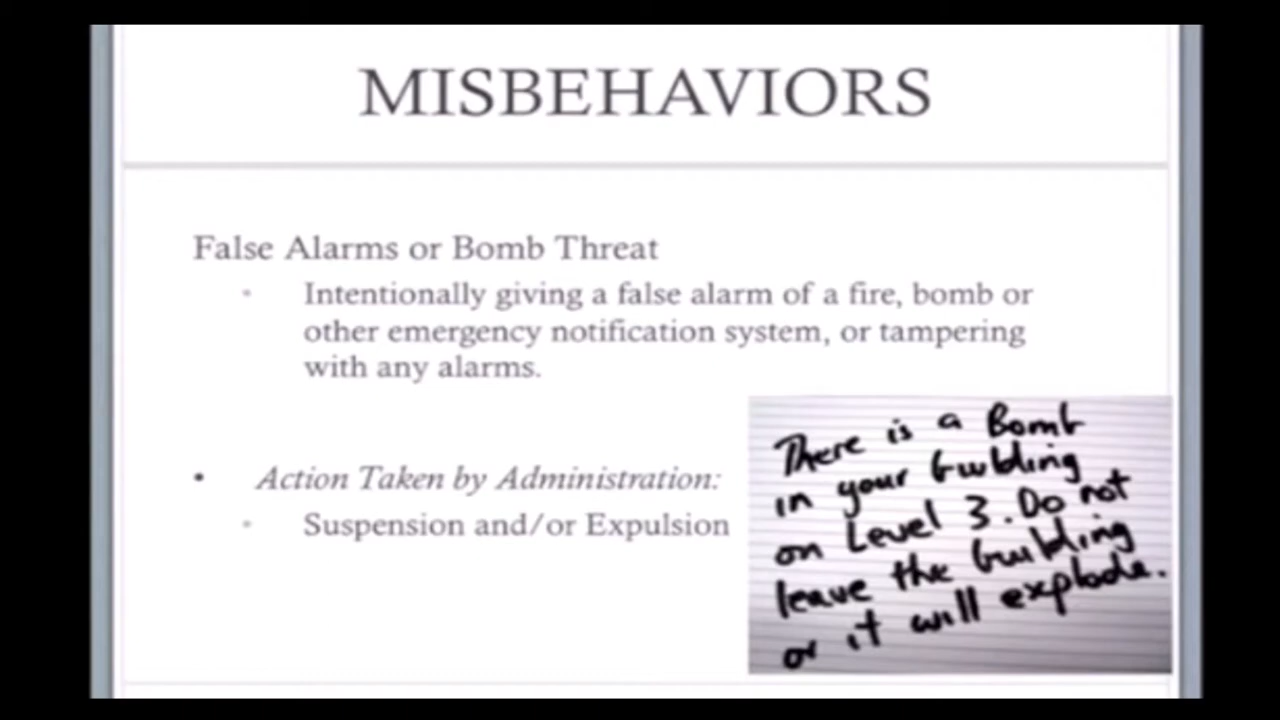 MISBEHAVIORS
False Alarms or Bomb Threat
Intentionally giving a false alarm of a fire, bomb or
other emergency notification system, or tampering
with any alarms.
Action Taken by Administration:
Suspension and/or Expulsion
There is a Bomb
in your building
on Level 3. Do not
leave the building
or it will explode.